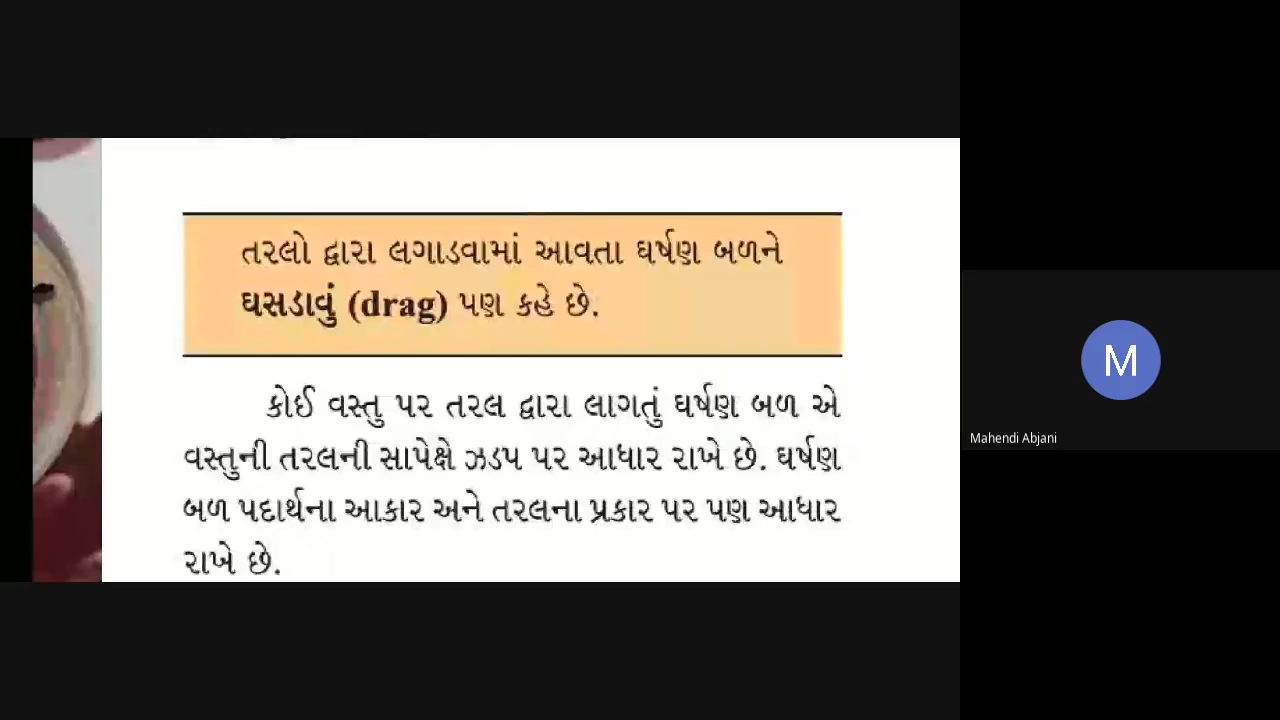 તરલો દ્વારા લગાડવામાં આવતા ઘર્ષણ બળને
ઘસડાવું (drag) પણ કહે છે.
કોઈ વસ્તુ પર તરલ દ્વારા લાગતું ઘર્ષણ બળ એ
વસ્તુની તરલની સાપેક્ષે ઝડપ પર આધાર રાખે છે. ઘર્ષણ
બળ પદાર્થના આકાર અને તરલના પ્રકાર પર પણ આધાર
રાખે છે.
M
Mahendi Abjani